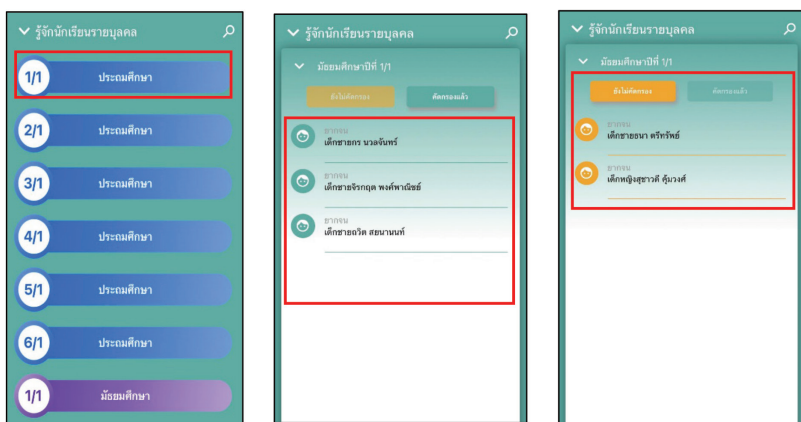 รู้จักนักเรียนรายบุคคล
1/1 ประถมศึกษา
2/1 ประถมศึกษา
3/1 ประถมศึกษา
4/1 ประถมศึกษา
5/1 ประถมศึกษา
6/1 ประถมศึกษา
1/1 มัธยมศึกษา
รู้จักนักเรียนรายบุคคล
มัธยมศึกษาปีที่ 1/1
ยังไม่คัดกรอง คัดกรองแล้ว
ยากจน
เด็กชายกร นวลจันทร์
ยากจน
เด็กชายจิรกฤต พงศ์พาณิชย์
ยากจน
เด็กชายถวิต สยนานนท์
รู้จักนักเรียนรายบุคคล
มัธยมศึกษาปีที่ 1/1
ยังไม่คัดกรอง คัดกรองแล้ว
ยากจน
เด็กชายธนา ตรีทรัพย์
ยากจน
เด็กหญิงสุชาวดี คุ้มวงศ์